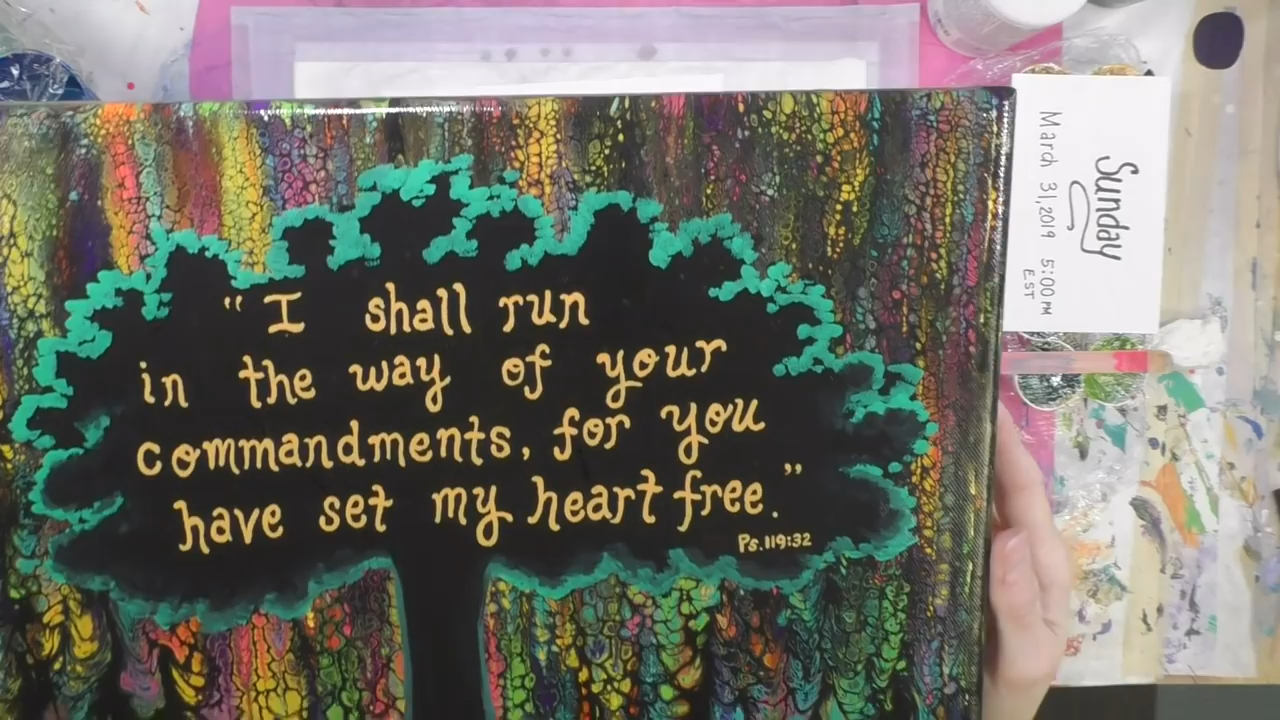 “I shall run
in the way of your
commandments, for you
have set my heart free.”
Ps. 119:32
Sunday
March 31, 2019 5:00 PM
EST